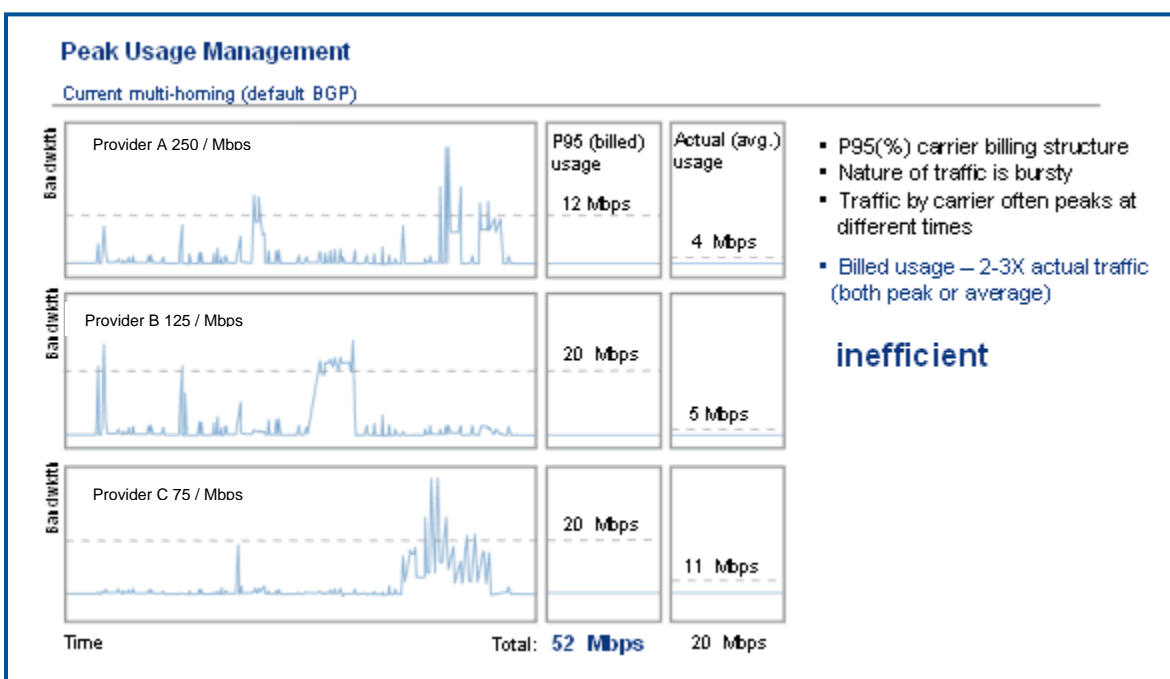 Peak Usage Management
Current multi-homing (default BGP)
Bandwidth
Provider A 250 / Mbps
P95 (billed)
usage
12 Mbps
Actual (avg.)
usage
4 Mbps
Bandwidth
Provider B 125 / Mbps
20 Mbps
5 Mbps
Bandwidth
Provider C 75 / Mbps
20 Mbps
11 Mbps
Time
Total: 52 Mbps
20 Mbps
▪ P95(%) carrier billing structure
▪ Nature of traffic is bursty
▪ Traffic by carrier often peaks at
different times
▪ Billed usage – 2-3X actual traffic
(both peak or average)
inefficient